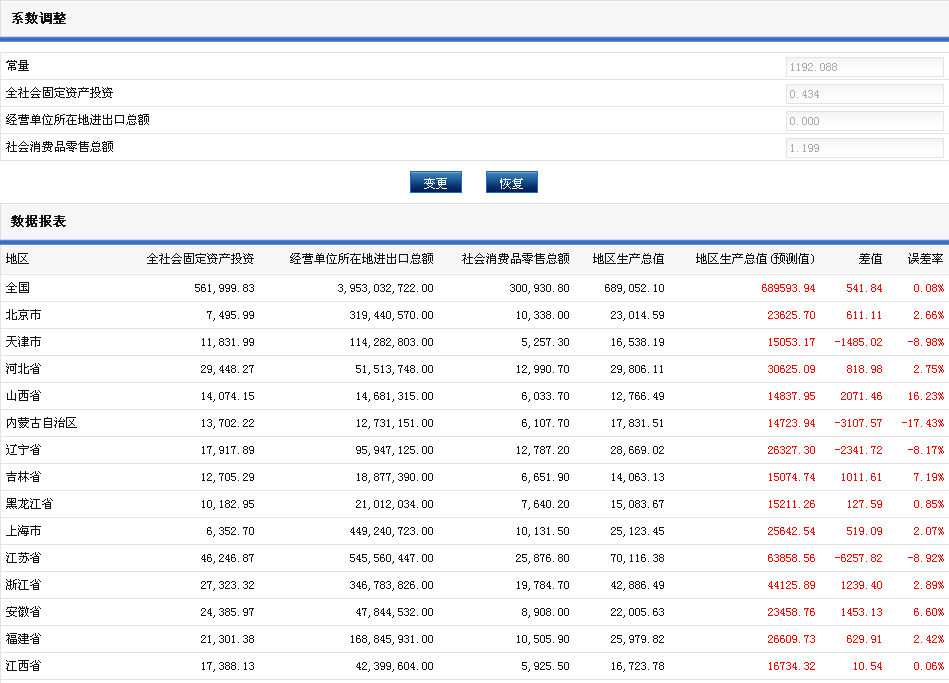 系数调整
常量 1192.088
全社会固定资产投资 0.434
经营单位所在地进出口总额 0.000
社会消费品零售总额 1.199
变更 恢复
数据报表
地区 全社会固定资产投资 经营单位所在地进出口总额 社会消费品零售总额 地区生产总值 地区生产总值(预测值) 差值 误差率
全国 561,999.83 3,953,032,722.00 300,930.80 689,052.10 689593.94 541.84 0.08%
北京市 7,495.99 319,440,570.00 10,338.00 23,014.59 23625.70 611.11 2.66%
天津市 11,831.99 114,282,803.00 5,257.30 16,538.19 15053.17 -1485.02 -8.98%
河北省 29,448.27 51,513,748.00 12,990.70 29,806.11 30625.09 818.98 2.75%
山西省 14,074.15 14,681,315.00 6,033.70 12,766.49 14837.95 2071.46 16.23%
内蒙古自治区 13,702.22 12,731,151.00 6,107.70 17,831.51 14723.94 -3107.57 -17.43%
辽宁省 17,917.89 95,947,125.00 12,787.20 28,669.02 26327.30 -2341.72 -8.17%
吉林省 12,705.29 18,877,390.00 6,651.90 14,063.13 15074.74 1011.61 7.19%
黑龙江省 10,182.95 21,012,034.00 7,640.20 15,083.67 15211.26 127.59 0.85%
上海市 6,352.70 449,240,723.00 10,131.50 25,123.45 25642.54 519.09 2.07%
江苏省 46,246.87 545,560,447.00 25,876.80 70,116.38 63858.56 -6257.82 -8.92%
浙江省 27,323.32 346,783,826.00 19,784.70 42,886.49 44125.89 1239.40 2.89%
安徽省 24,385.97 47,844,532.00 8,908.00 22,005.63 23458.76 1453.13 6.60%
福建省 21,301.38 168,845,931.00 10,505.90 25,979.82 26609.73 629.91 2.42%
江西省 17,388.13 42,399,604.00 5,925.50 16,723.78 16734.32 10.54 0.06%